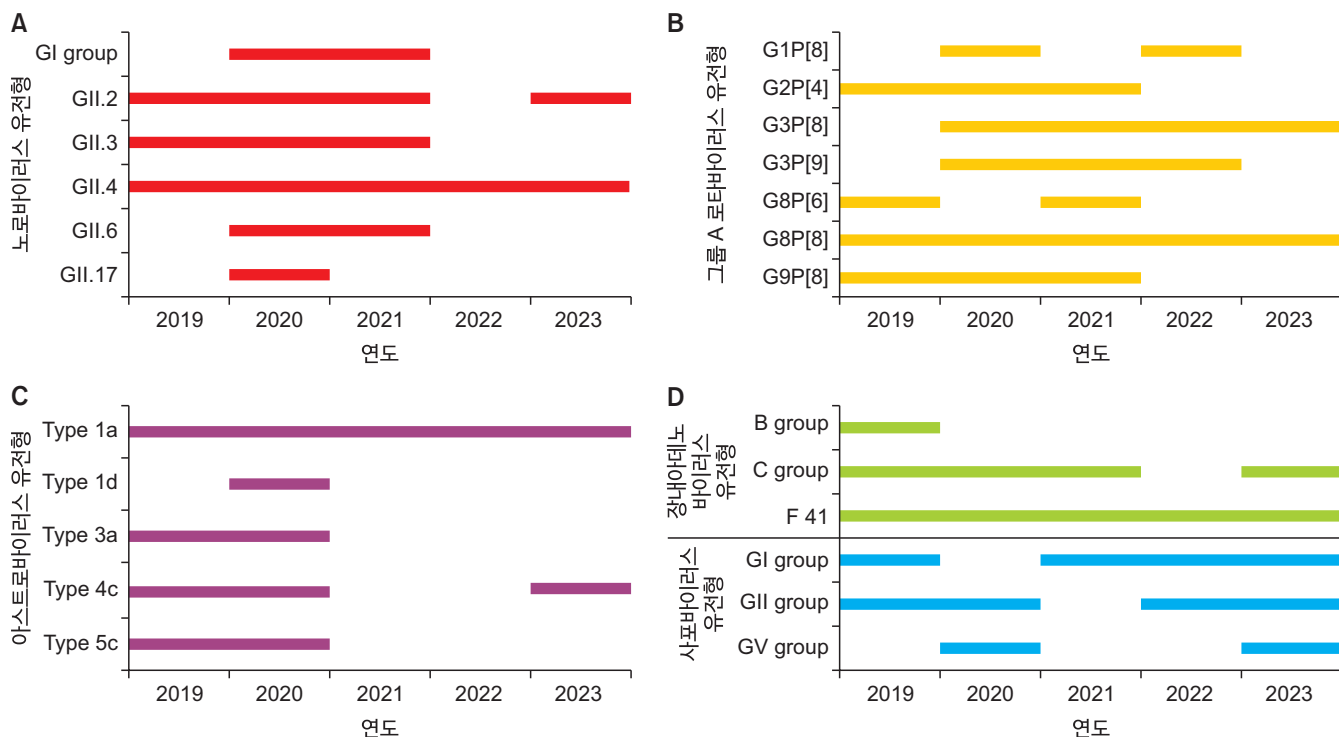 A
노로바이러스 유전형
GI group
GII.2
GII.3
GII.4
GII.6
GII.17
2019 2020 2021 2022 2023
연도
B
그룹 A 로타바이러스 유전형
G1P[8]
G2P[4]
G3P[8]
G3P[9]
G8P[6]
G8P[8]
G9P[8]
2019 2020 2021 2022 2023
연도
C
아스트로바이러스 유전형
Type 1a
Type 1d
Type 3a
Type 4c
Type 5c
2019 2020 2021 2022 2023
연도
D
장내아데노
바이러스
유전형
B group
C group
F 41
사포바이러스
유전형
GI group
GII group
GV group
2019 2020 2021 2022 2023
연도